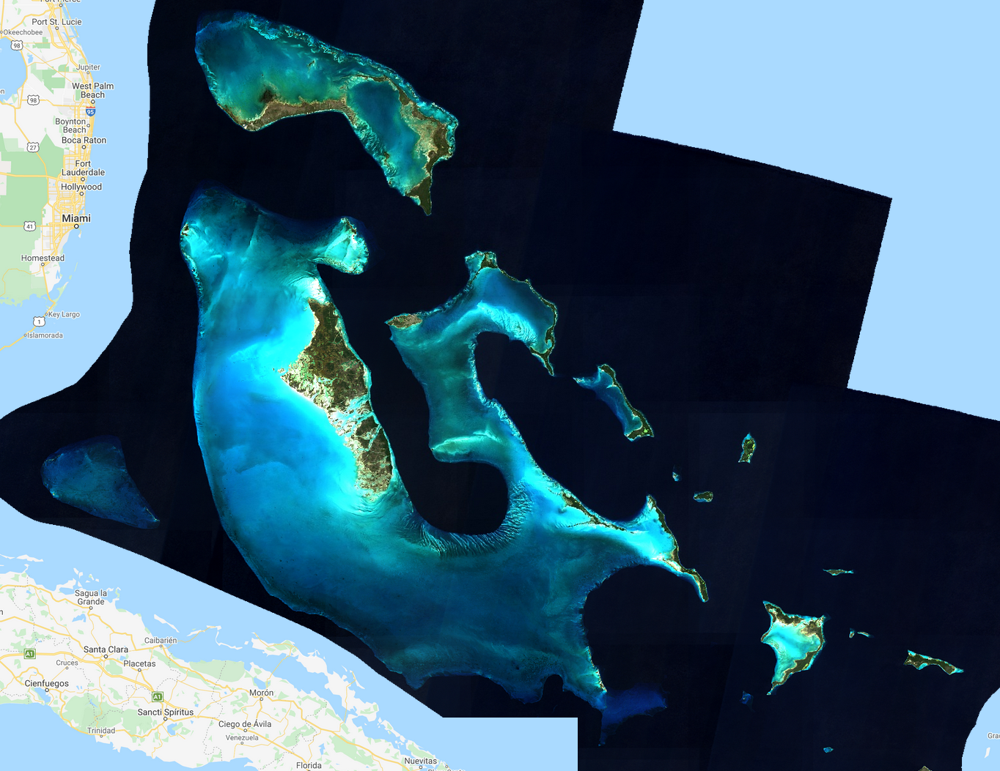 Fort Pierce
Port St. Lucie
Okeechobee
98
Jupiter
West Palm
Beach
98
95
Boynton
Beach
Boca Raton
27
Fort
Lauderdale
Hollywood
Miami
41
Homestead
Key Largo
1
Islamorada
Sagua la
Grande
Caibarién
Santa Clara
A1
Placetas
Cruces
Cienfuegos
Morón
A1
Sancti Spíritus
Ciego de Ávila
Trinidad
Venezuela
Nuevitas
Florida